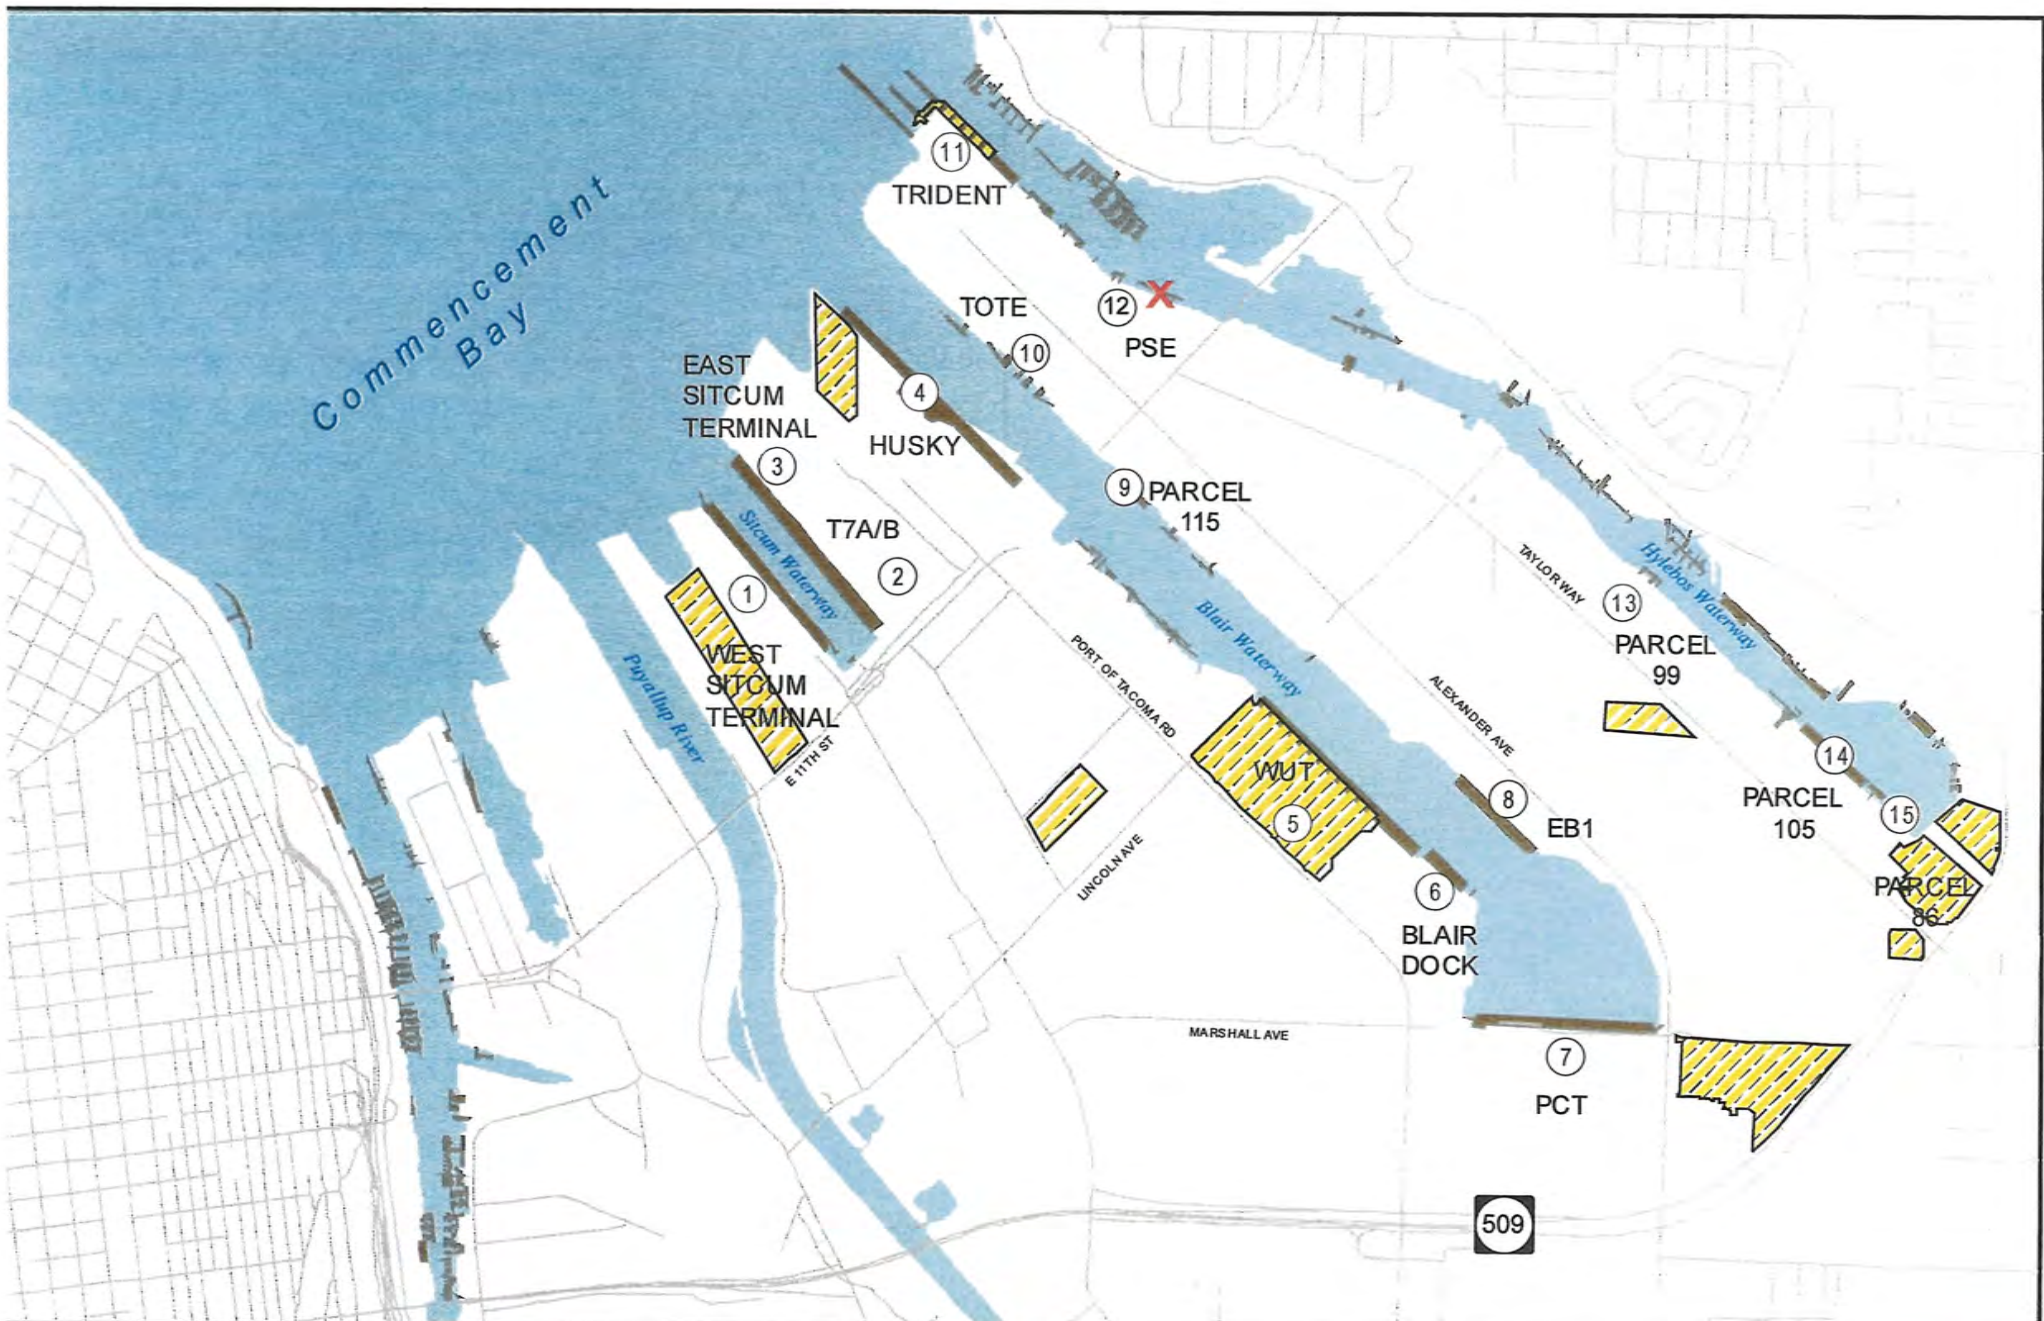 Commencement
Bay
11
TRIDENT
12
X
PSE
TOTE
10
EAST
SITCUM
TERMINAL
3
4
HUSKY
9
PARCEL
115
T7A/B
2
1
Sitcum Waterway
WEST
SITCUM
TERMINAL
Puyallup River
E 11TH ST
Blair Waterway
PORT OF TACOMA RD
ALEXANDER AVE
TAYLOR WAY
Hylebos Waterway
13
PARCEL
99
WUT
5
LINCOLN AVE
8
EB1
14
PARCEL
105
15
PARCEL
86
6
BLAIR
DOCK
MARSHALL AVE
7
PCT
509